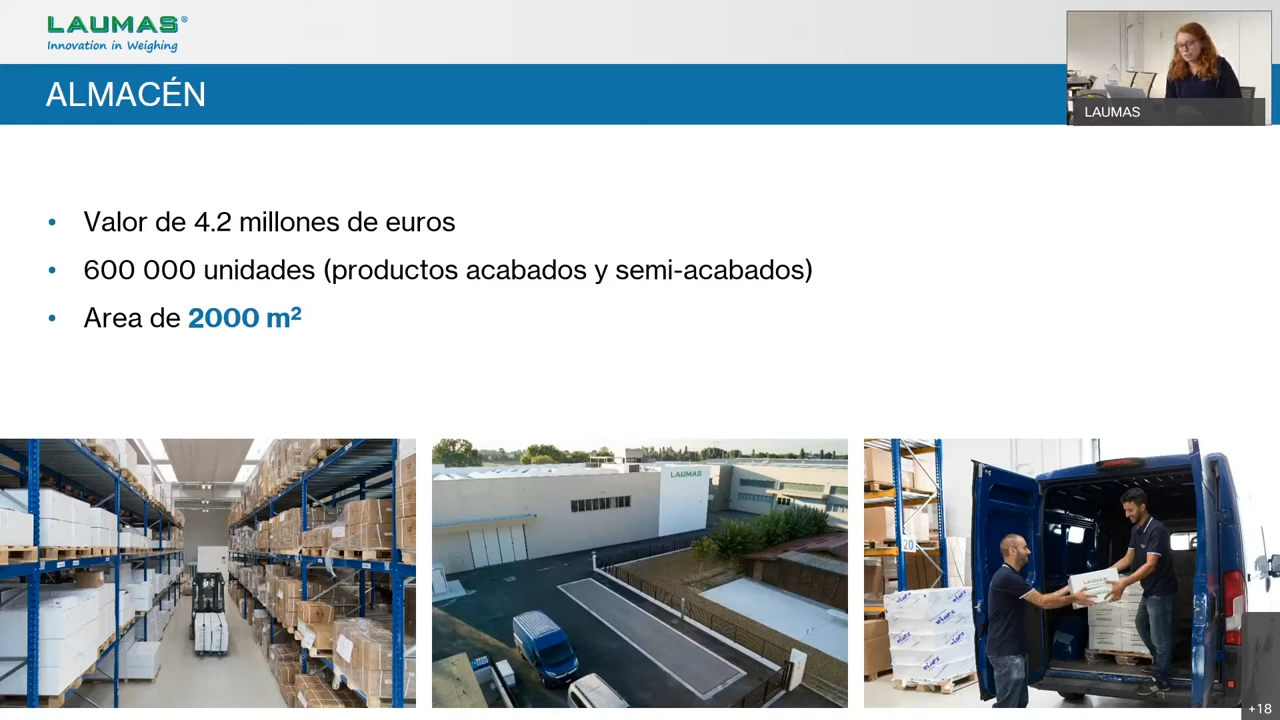 LAUMAS®
Innovation in Weighing
ALMACÉN
LAUMAS
• Valor de 4.2 millones de euros
• 600 000 unidades (productos acabados y semi-acabados)
• Area de 2000 m²
LAUMAS
20
LAUMAS
+18